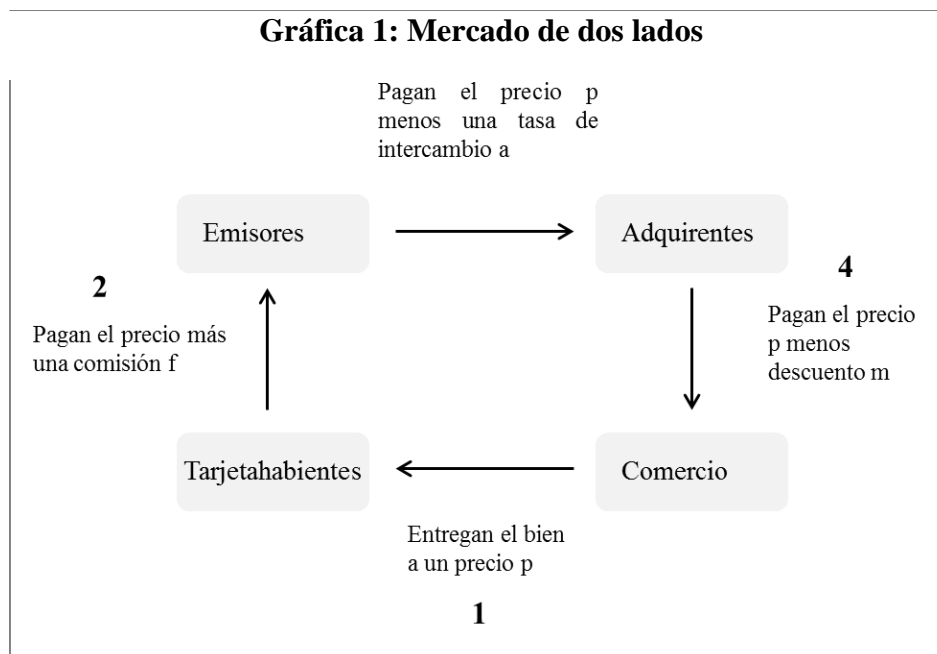 Gráfica 1: Mercado de dos lados
Pagan el precio p
menos una tasa de
intercambio a
Emisores
Adquirentes
2
4
Pagan el precio más
una comisión f
Pagan el precio
p menos
descuento m
Tarjetahabientes
Comercio
Entregan el bien
a un precio p
1